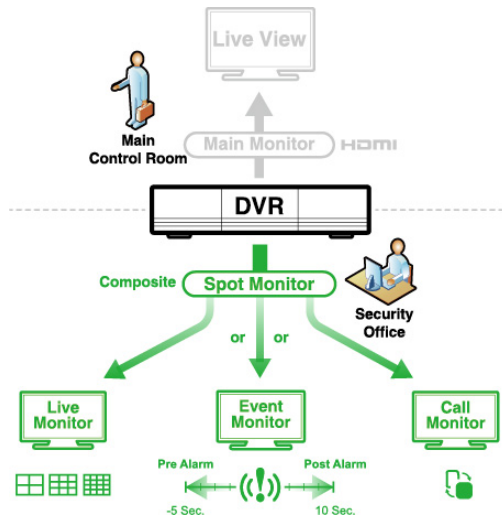 Live View
Main
Control Room
Main Monitor
HDMI
DVR
Composite
Spot Monitor
Security
Office
or
or
Live
Monitor
Event
Monitor
Call
Monitor
Pre Alarm
Post Alarm
-5 Sec.
10 Sec.